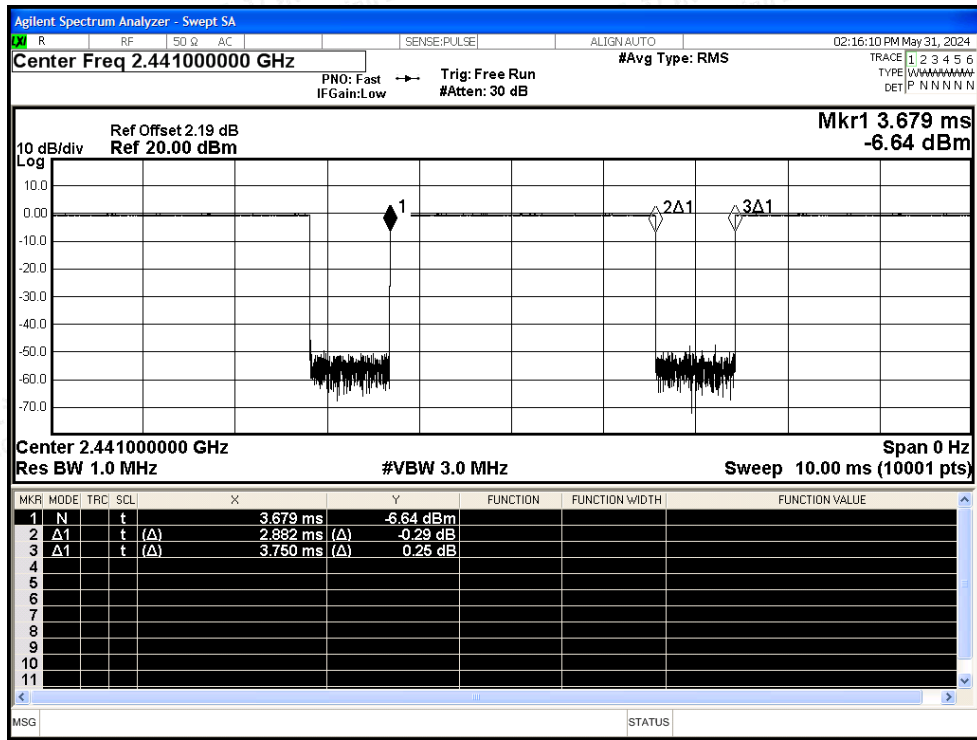 Agilent Spectrum Analyzer - Swept SA
LXI R RF 50 Ω AC SENSE:PULSE ALIGN AUTO 02:16:10 PM May 31, 2024
Center Freq 2.441000000 GHz #Avg Type: RMS TRACE 1 2 3 4 5 6
PNO: Fast Trig: Free Run TYPE WWWWWW
IFGain:Low #Atten: 30 dB DET P N N N N N
Mkr1 3.679 ms
Ref Offset 2.19 dB
10 dB/div Ref 20.00 dBm -6.64 dBm
Log
10.0
0.00
1 2Δ1 3Δ1
-10.0
-20.0
-30.0
-40.0
-50.0
-60.0
-70.0
Center 2.441000000 GHz Span 0 Hz
Res BW 1.0 MHz #VBW 3.0 MHz Sweep 10.00 ms (10001 pts)
MKR MODE TRC SCL X Y FUNCTION FUNCTION WIDTH FUNCTION VALUE
1 N t 3.679 ms -6.64 dBm
2 Δ1 t (Δ) 2.882 ms (Δ) -0.29 dB
3 Δ1 t (Δ) 3.750 ms (Δ) 0.25 dB
4
5
6
7
8
9
10
11
MSG STATUS